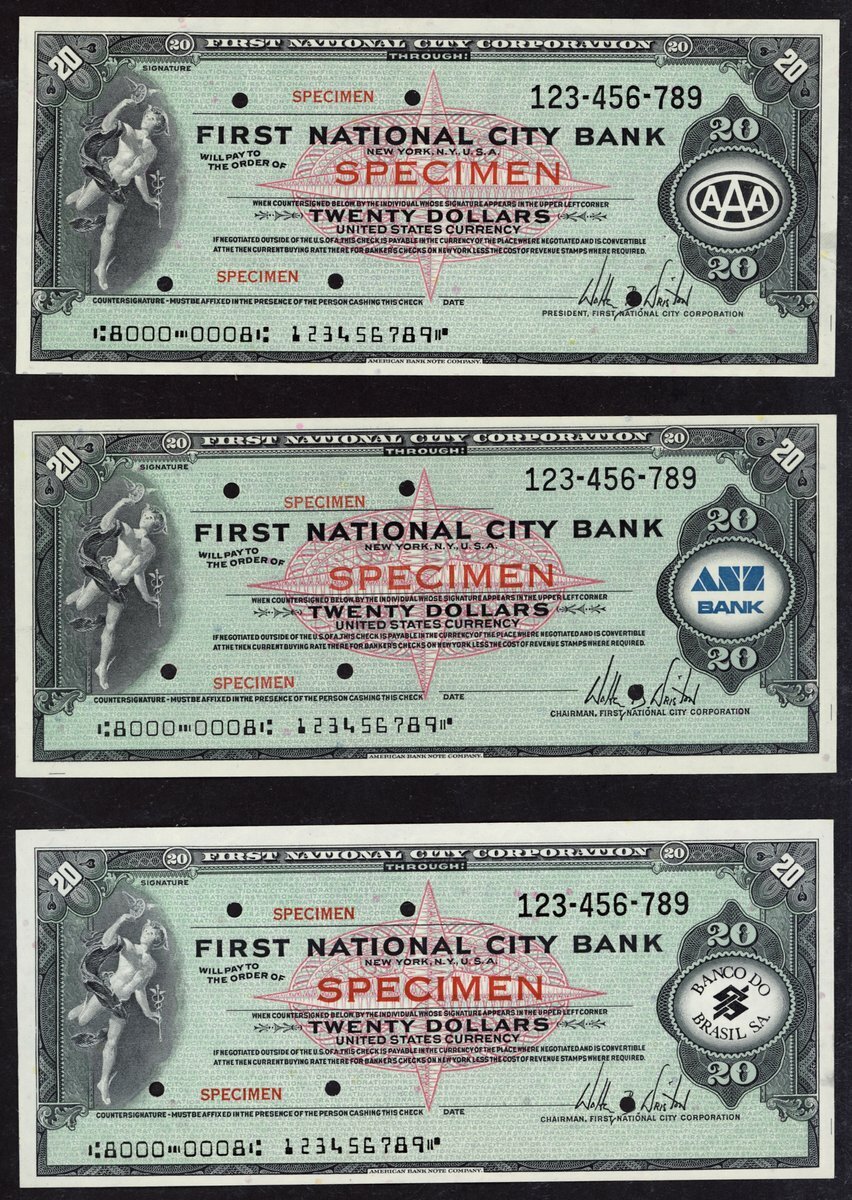 20 20 FIRST NATIONAL CITY CORPORATION 20 20
THROUGH:
SIGNATURE
SPECIMEN 123-456-789
FIRST NATIONAL CITY BANK 20
NEW YORK, N.Y., U.S.A.
WILL PAY TO
THE ORDER OF SPECIMEN
AAA
WHEN COUNTERSIGNED BELOW BY THE INDIVIDUAL WHOSE SIGNATURE APPEARS IN THE UPPER LEFT CORNER
TWENTY DOLLARS
UNITED STATES CURRENCY
IF NEGOTIATED OUTSIDE OF THE U.S. OF A. THIS CHECK IS PAYABLE IN THE CURRENCY OF THE PLACE WHERE NEGOTIATED AND IS CONVERTIBLE
AT THE THEN CURRENT BUYING RATE THERE FOR BANKER'S CHECKS ON NEW YORK LESS THE COST OF REVENUE STAMPS WHERE REQUIRED.
20
SPECIMEN
COUNTERSIGNATURE - MUST BE AFFIXED IN THE PRESENCE OF THE PERSON CASHING THIS CHECK DATE
PRESIDENT, FIRST NATIONAL CITY CORPORATION
⑆8000⑈0008⑆ 123456789⑈
AMERICAN BANK NOTE COMPANY.
20 20 FIRST NATIONAL CITY CORPORATION 20 20
THROUGH:
SIGNATURE
SPECIMEN 123-456-789
FIRST NATIONAL CITY BANK 20
NEW YORK, N.Y., U.S.A.
WILL PAY TO
THE ORDER OF SPECIMEN
ANZ
BANK
WHEN COUNTERSIGNED BELOW BY THE INDIVIDUAL WHOSE SIGNATURE APPEARS IN THE UPPER LEFT CORNER
TWENTY DOLLARS
UNITED STATES CURRENCY
IF NEGOTIATED OUTSIDE OF THE U.S. OF A. THIS CHECK IS PAYABLE IN THE CURRENCY OF THE PLACE WHERE NEGOTIATED AND IS CONVERTIBLE
AT THE THEN CURRENT BUYING RATE THERE FOR BANKER'S CHECKS ON NEW YORK LESS THE COST OF REVENUE STAMPS WHERE REQUIRED.
20
SPECIMEN
COUNTERSIGNATURE - MUST BE AFFIXED IN THE PRESENCE OF THE PERSON CASHING THIS CHECK DATE
CHAIRMAN, FIRST NATIONAL CITY CORPORATION
⑆8000⑈0008⑆ 123456789⑈
AMERICAN BANK NOTE COMPANY.
20 20 FIRST NATIONAL CITY CORPORATION 20 20
THROUGH:
SIGNATURE
SPECIMEN 123-456-789
FIRST NATIONAL CITY BANK 20
NEW YORK, N.Y., U.S.A.
WILL PAY TO
THE ORDER OF SPECIMEN
BANCO DO
BRASIL S.A.
WHEN COUNTERSIGNED BELOW BY THE INDIVIDUAL WHOSE SIGNATURE APPEARS IN THE UPPER LEFT CORNER
TWENTY DOLLARS
UNITED STATES CURRENCY
IF NEGOTIATED OUTSIDE OF THE U.S. OF A. THIS CHECK IS PAYABLE IN THE CURRENCY OF THE PLACE WHERE NEGOTIATED AND IS CONVERTIBLE
AT THE THEN CURRENT BUYING RATE THERE FOR BANKER'S CHECKS ON NEW YORK LESS THE COST OF REVENUE STAMPS WHERE REQUIRED.
20
SPECIMEN
COUNTERSIGNATURE - MUST BE AFFIXED IN THE PRESENCE OF THE PERSON CASHING THIS CHECK DATE
CHAIRMAN, FIRST NATIONAL CITY CORPORATION
⑆8000⑈0008⑆ 123456789⑈
AMERICAN BANK NOTE COMPANY.